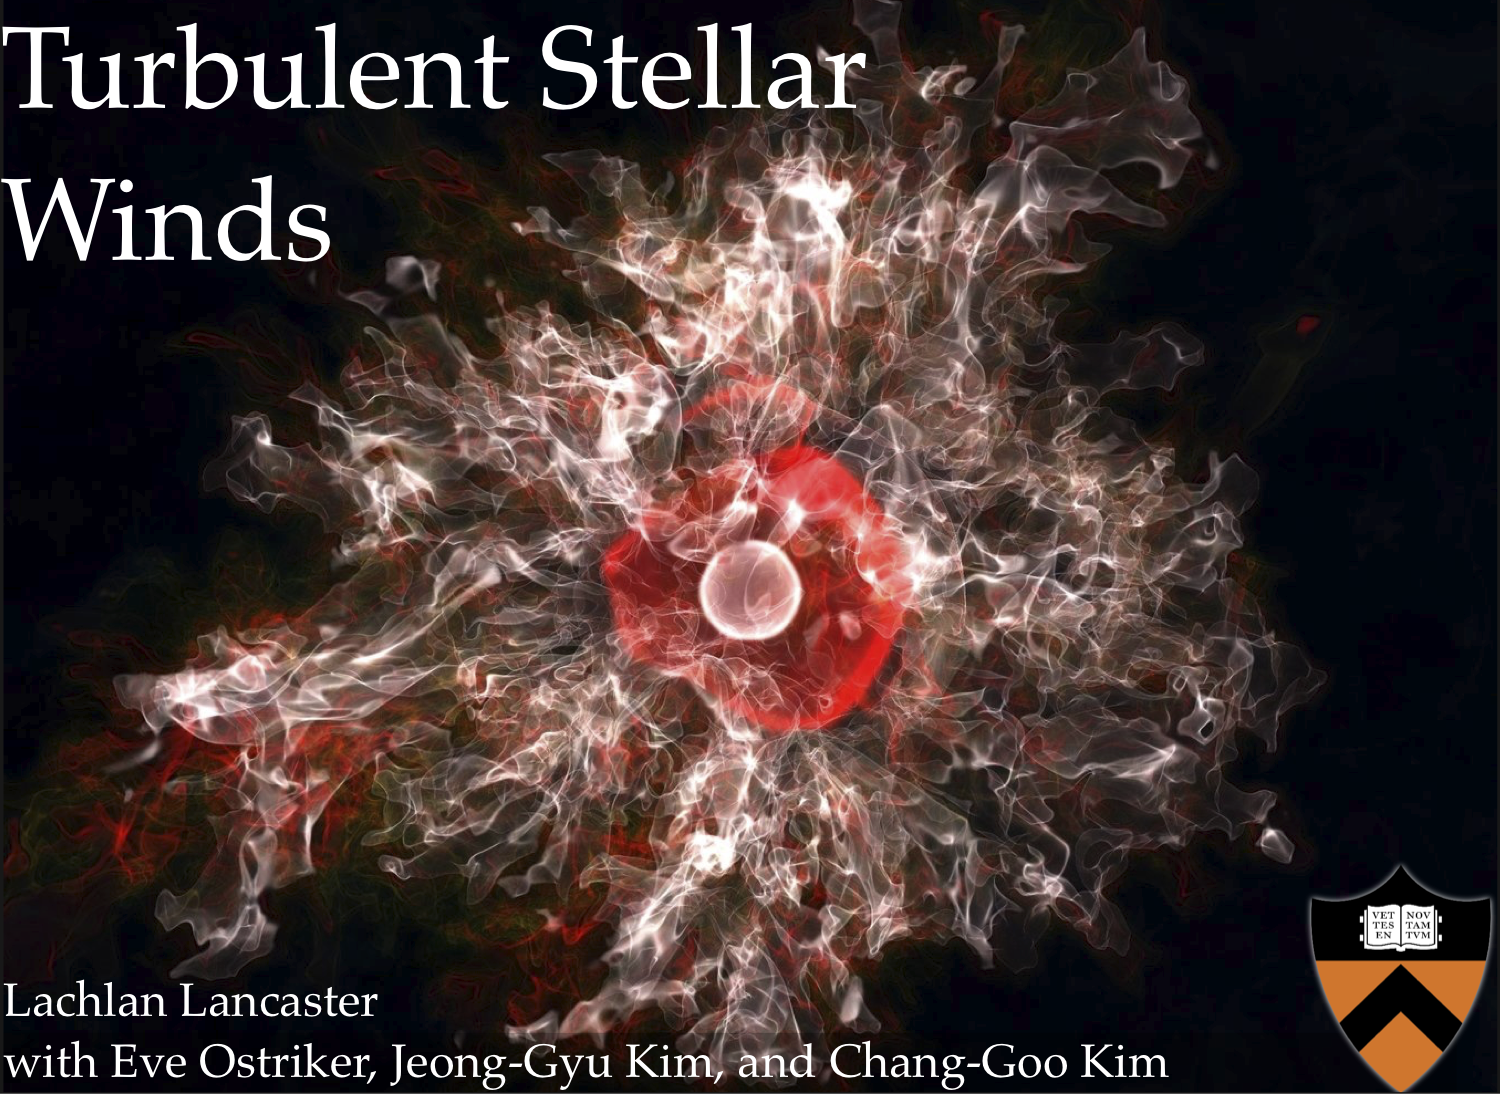 Turbulent Stellar
Winds
Lachlan Lancaster
with Eve Ostriker, Jeong-Gyu Kim, and Chang-Goo Kim
VET NOV
TES TAM
EN TVM